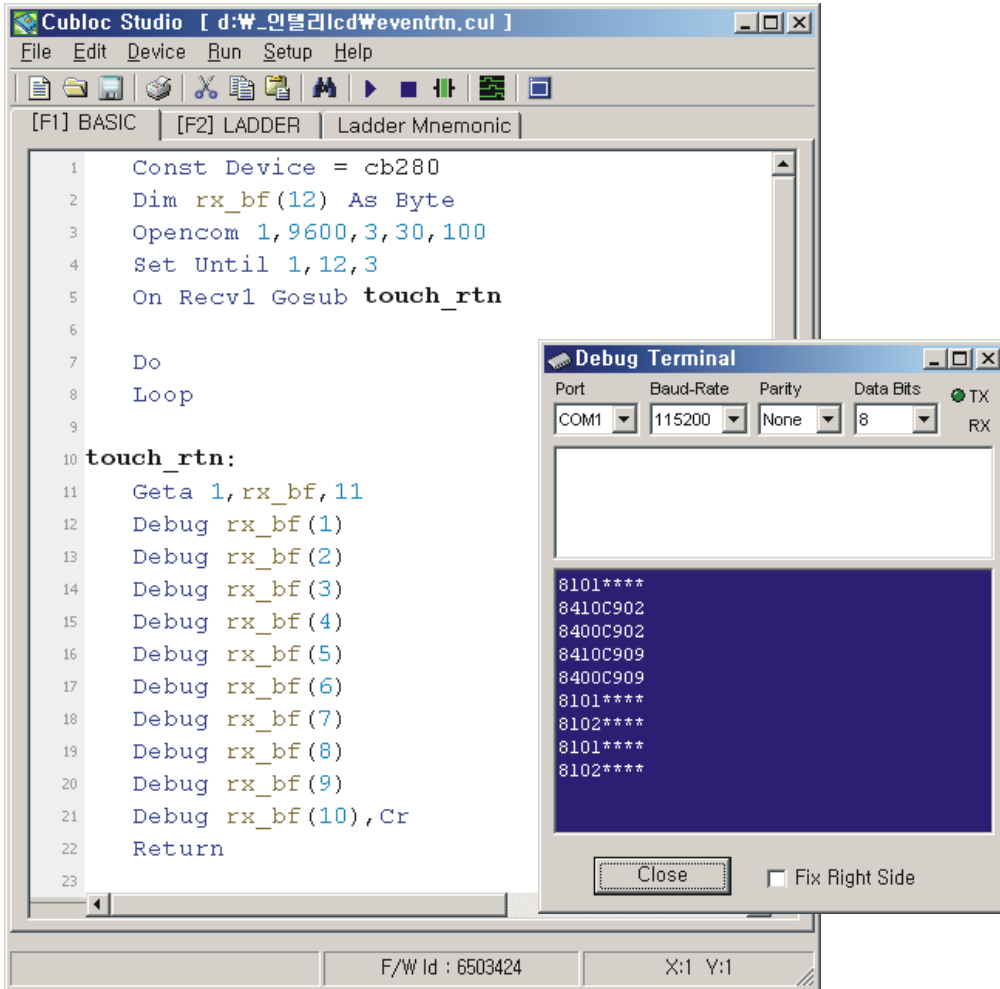 Cubloc Studio [ d:₩_인텔리lcd₩eventrtn,cul ]
File Edit Device Run Setup Help
[F1] BASIC [F2] LADDER Ladder Mnemonic
1 Const Device = cb280
2 Dim rx_bf(12) As Byte
3 Opencom 1,9600,3,30,100
4 Set Until 1,12,3
5 On Recv1 Gosub touch_rtn
6
7 Do
8 Loop
9
10 touch_rtn:
11 Geta 1,rx_bf,11
12 Debug rx_bf(1)
13 Debug rx_bf(2)
14 Debug rx_bf(3)
15 Debug rx_bf(4)
16 Debug rx_bf(5)
17 Debug rx_bf(6)
18 Debug rx_bf(7)
19 Debug rx_bf(8)
20 Debug rx_bf(9)
21 Debug rx_bf(10),Cr
22 Return
23
Debug Terminal
Port Baud-Rate Parity Data Bits TX
COM1 115200 None 8 RX
8101****
8410C902
8400C902
8410C909
8400C909
8101****
8102****
8101****
8102****
Close Fix Right Side
F/W Id : 6503424 X:1 Y:1